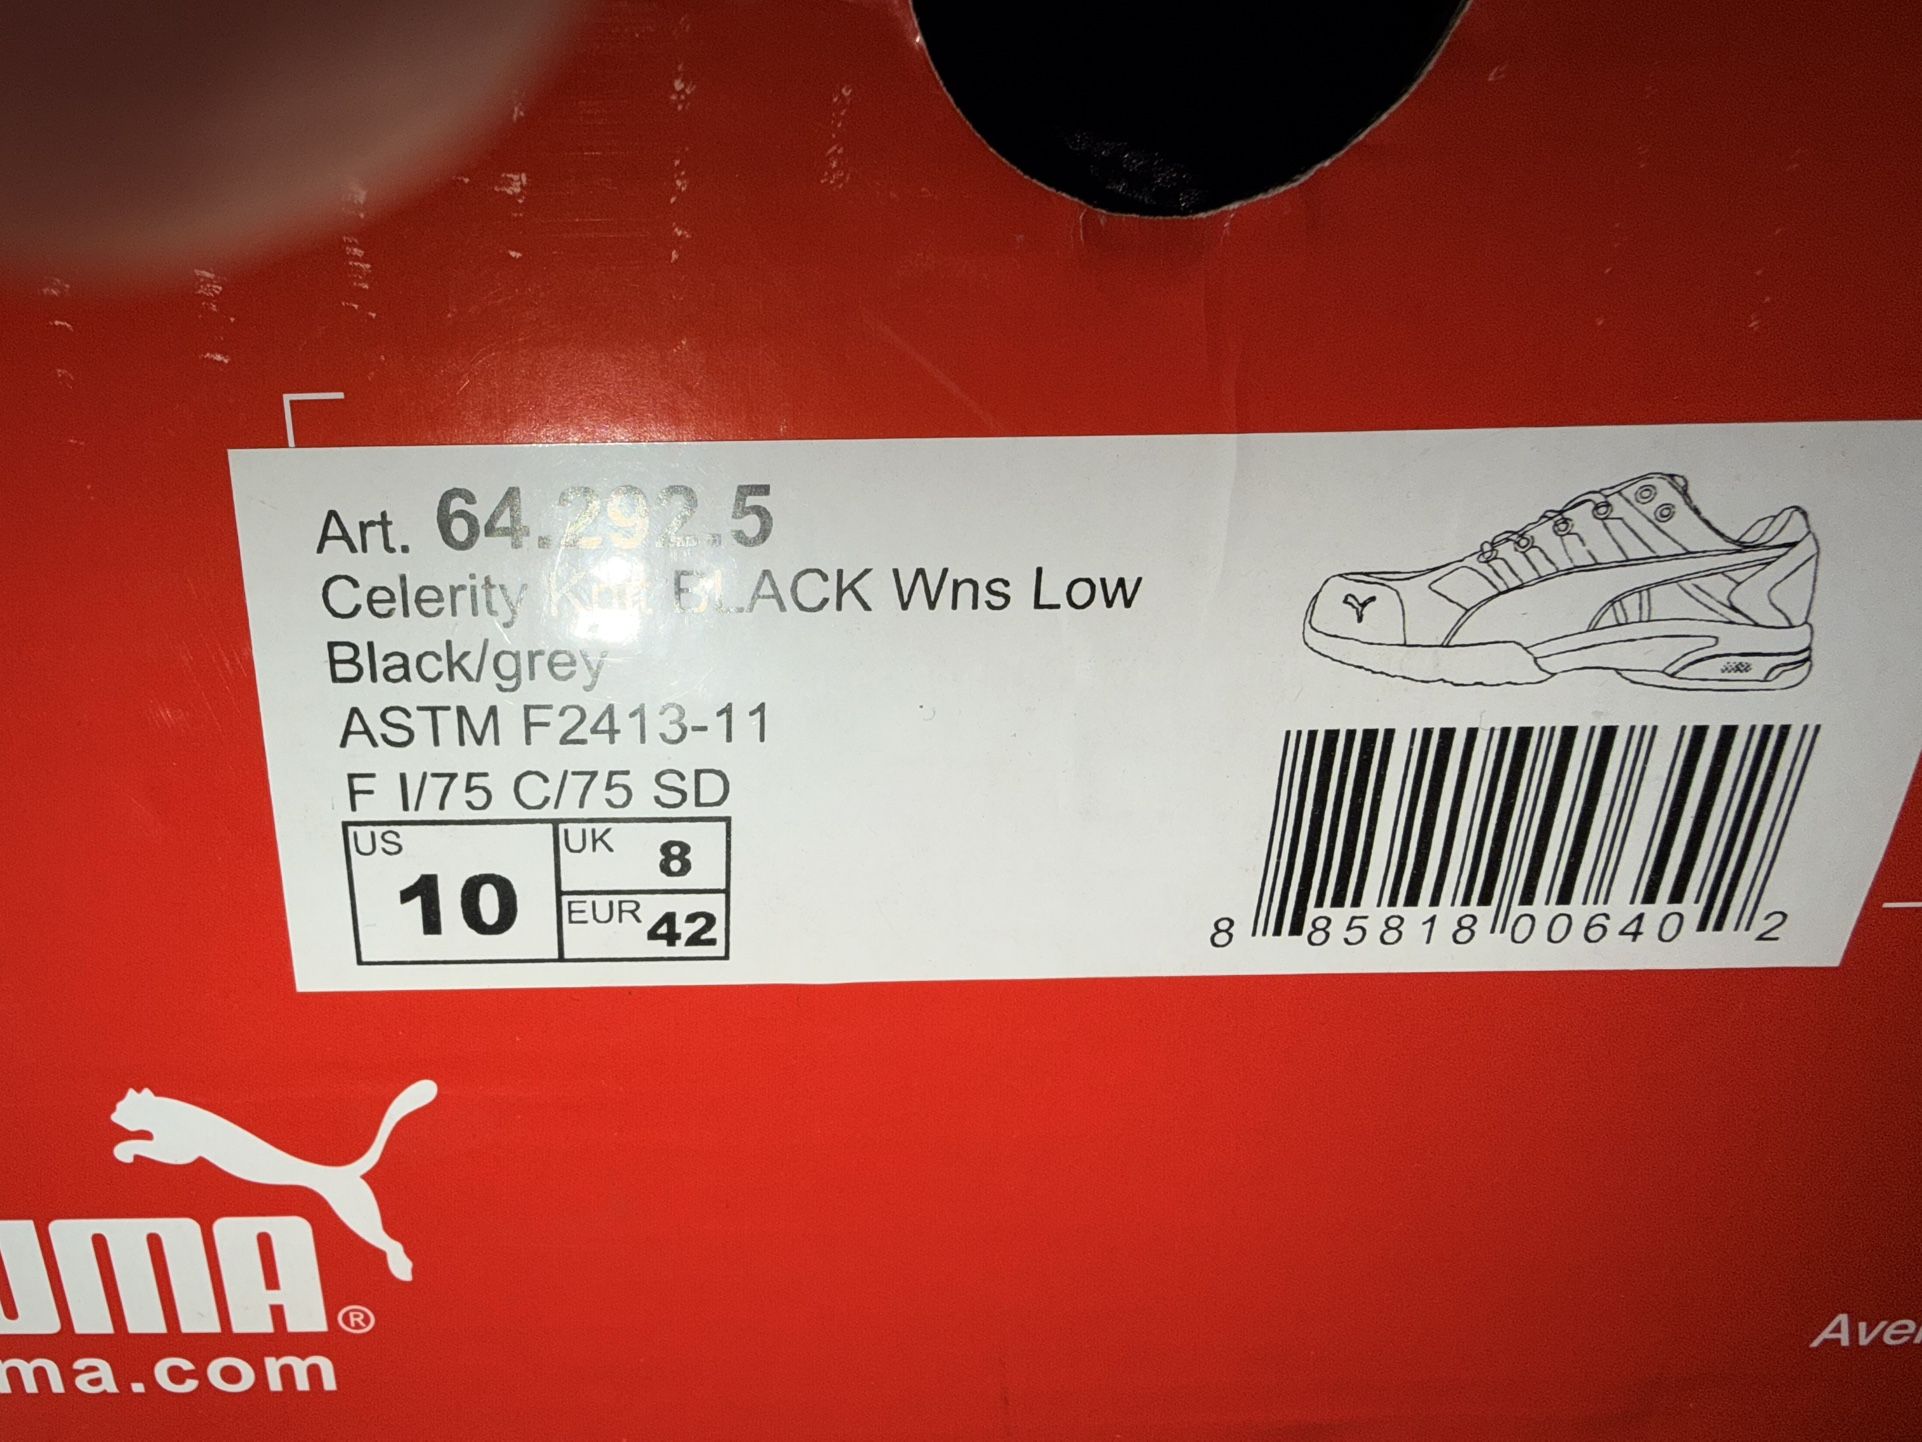 Art. 64.292.5
Celerity Knit BLACK Wns Low
Black/grey
ASTM F2413-11
F I/75 C/75 SD
US 10
UK 8
EUR 42
8 85818 00640 2
UMA®
ma.com